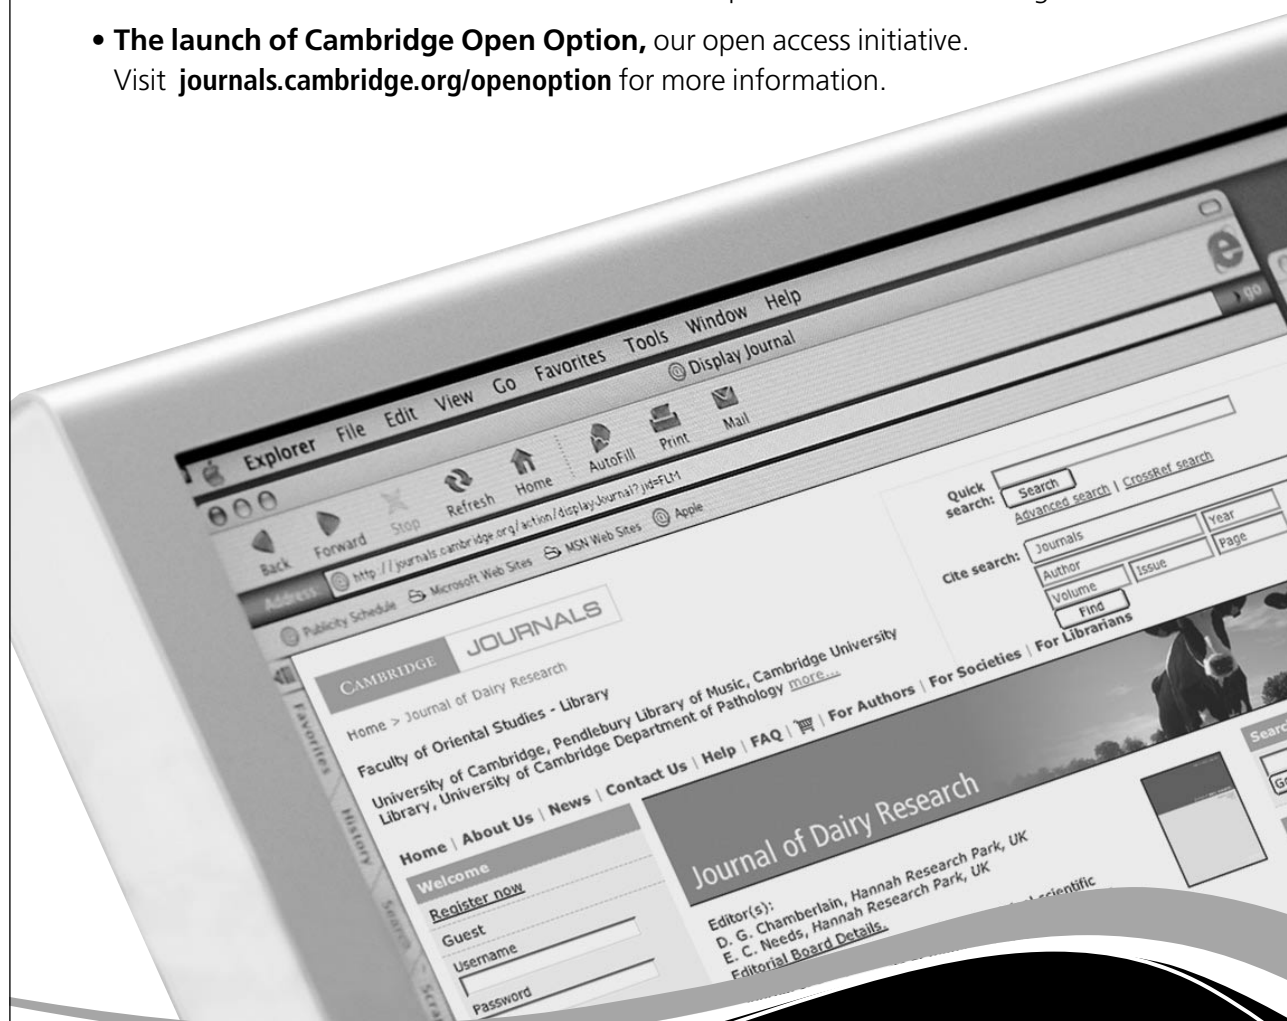 • The launch of Cambridge Open Option, our open access initiative.
Visit journals.cambridge.org/openoption for more information.
Explorer File Edit View Go Favorites Tools Window Help
@ Display Journal
Back Forward Stop Refresh Home AutoFill Print Mail
Address @ http://journals.cambridge.org/action/displayJournal?jid=FLM
go
@ Publicity Schedule Microsoft Web Sites MSN Web Sites @ Apple
Favorites
History
Search
CAMBRIDGE JOURNALS
Quick search:
Search
Advanced search | CrossRef search
Cite search: Journals Year
Author Page
Volume Issue
Find
Home > Journal of Dairy Research
Faculty of Oriental Studies - Library
University of Cambridge, Pendlebury Library of Music, Cambridge University
Library, University of Cambridge Department of Pathology more...
Home | About Us | News | Contact Us | Help | FAQ | | For Authors | For Societies | For Librarians
Welcome
Register now
Guest
Username
Password
Journal of Dairy Research
Editor(s):
D. G. Chamberlain, Hannah Research Park, UK
E. C. Needs, Hannah Research Park, UK
Editorial Board Details.
scientific